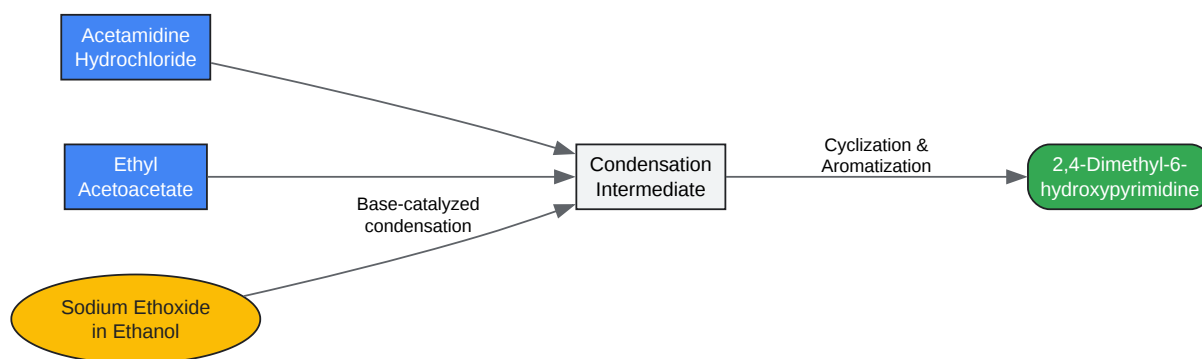 Acetamidine
Hydrochloride
Ethyl
Acetoacetate
Sodium Ethoxide
in Ethanol
Base-catalyzed
condensation
Condensation
Intermediate
Cyclization &
Aromatization
2,4-Dimethyl-6-
hydroxypyrimidine